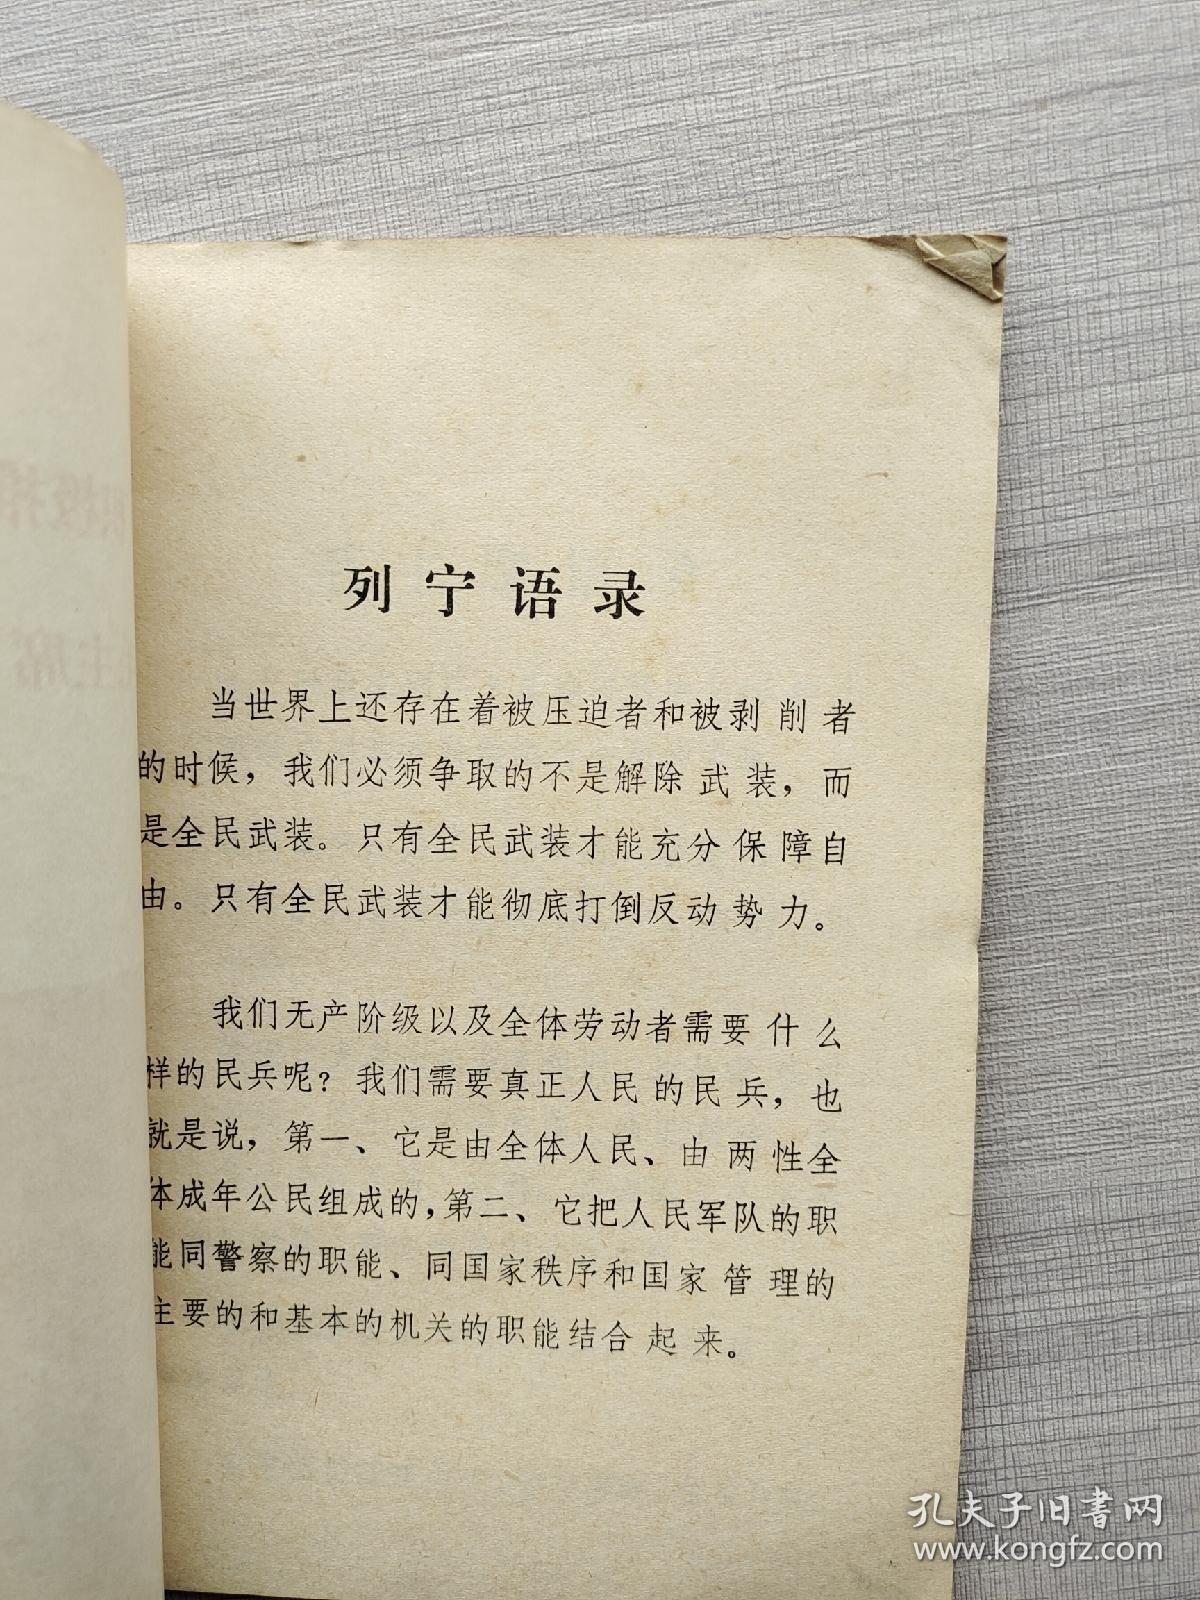 列宁语录
当世界上还存在着被压迫者和被剥削者
的时候，我们必须争取的不是解除武装，而
是全民武装。只有全民武装才能充分保障自
由。只有全民武装才能彻底打倒反动势力。
我们无产阶级以及全体劳动者需要什么
样的民兵呢？我们需要真正人民的民兵，也
就是说，第一、它是由全体人民、由两性全
体成年公民组成的，第二、它把人民军队的职
能同警察的职能、同国家秩序和国家管理的
主要的和基本的机关的职能结合起来。
孔夫子旧書网
www.kongfz.com